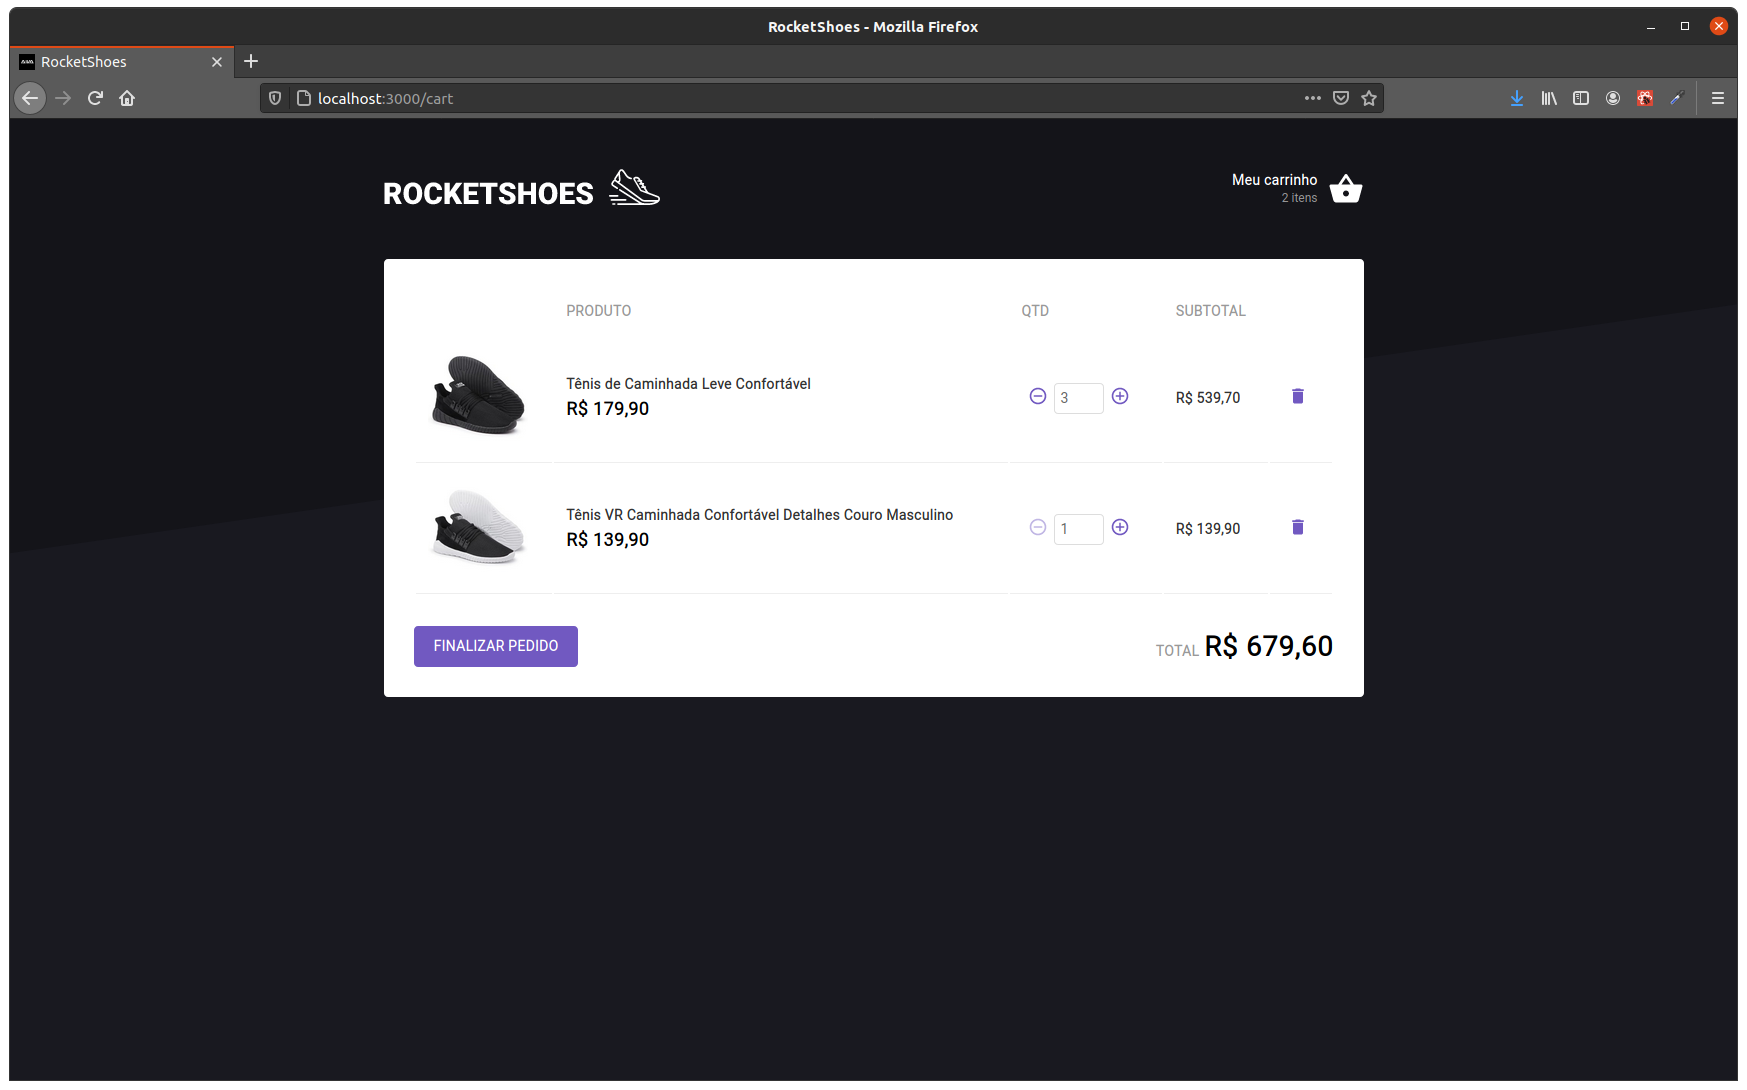 RocketShoes - Mozilla Firefox
RocketShoes
localhost:3000/cart
ROCKETSHOES
Meu carrinho
2 itens
PRODUTO QTD SUBTOTAL
Tênis de Caminhada Leve Confortável
R$ 179,90
3
R$ 539,70
Tênis VR Caminhada Confortável Detalhes Couro Masculino
R$ 139,90
1
R$ 139,90
FINALIZAR PEDIDO
TOTAL R$ 679,60